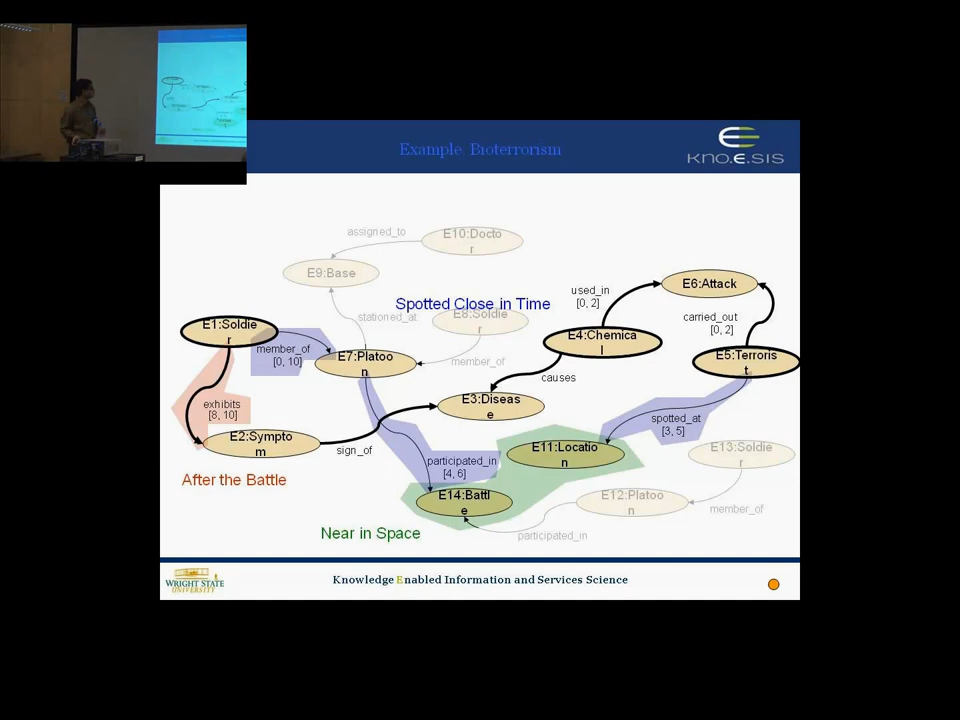 Example: Bioterrorism
kno.e.sis
assigned_to
E10:Docto
r
E9:Base
Spotted Close in Time
used_in
[0, 2]
E6:Attack
stationed_at
E8:Soldie
r
carried_out
[0, 2]
E1:Soldie
r
E4:Chemica
l
member_of
[0, 10]
E7:Platoo
n
member_of
E5:Terroris
t
causes
exhibits
[8, 10]
E3:Diseas
e
spotted_at
[3, 5]
E2:Sympto
m
sign_of
participated_in
[4, 6]
E11:Locatio
n
E13:Soldie
r
After the Battle
E14:Battl
e
E12:Platoo
n
member_of
Near in Space
participated_in
WRIGHT STATE
UNIVERSITY
Knowledge Enabled Information and Services Science